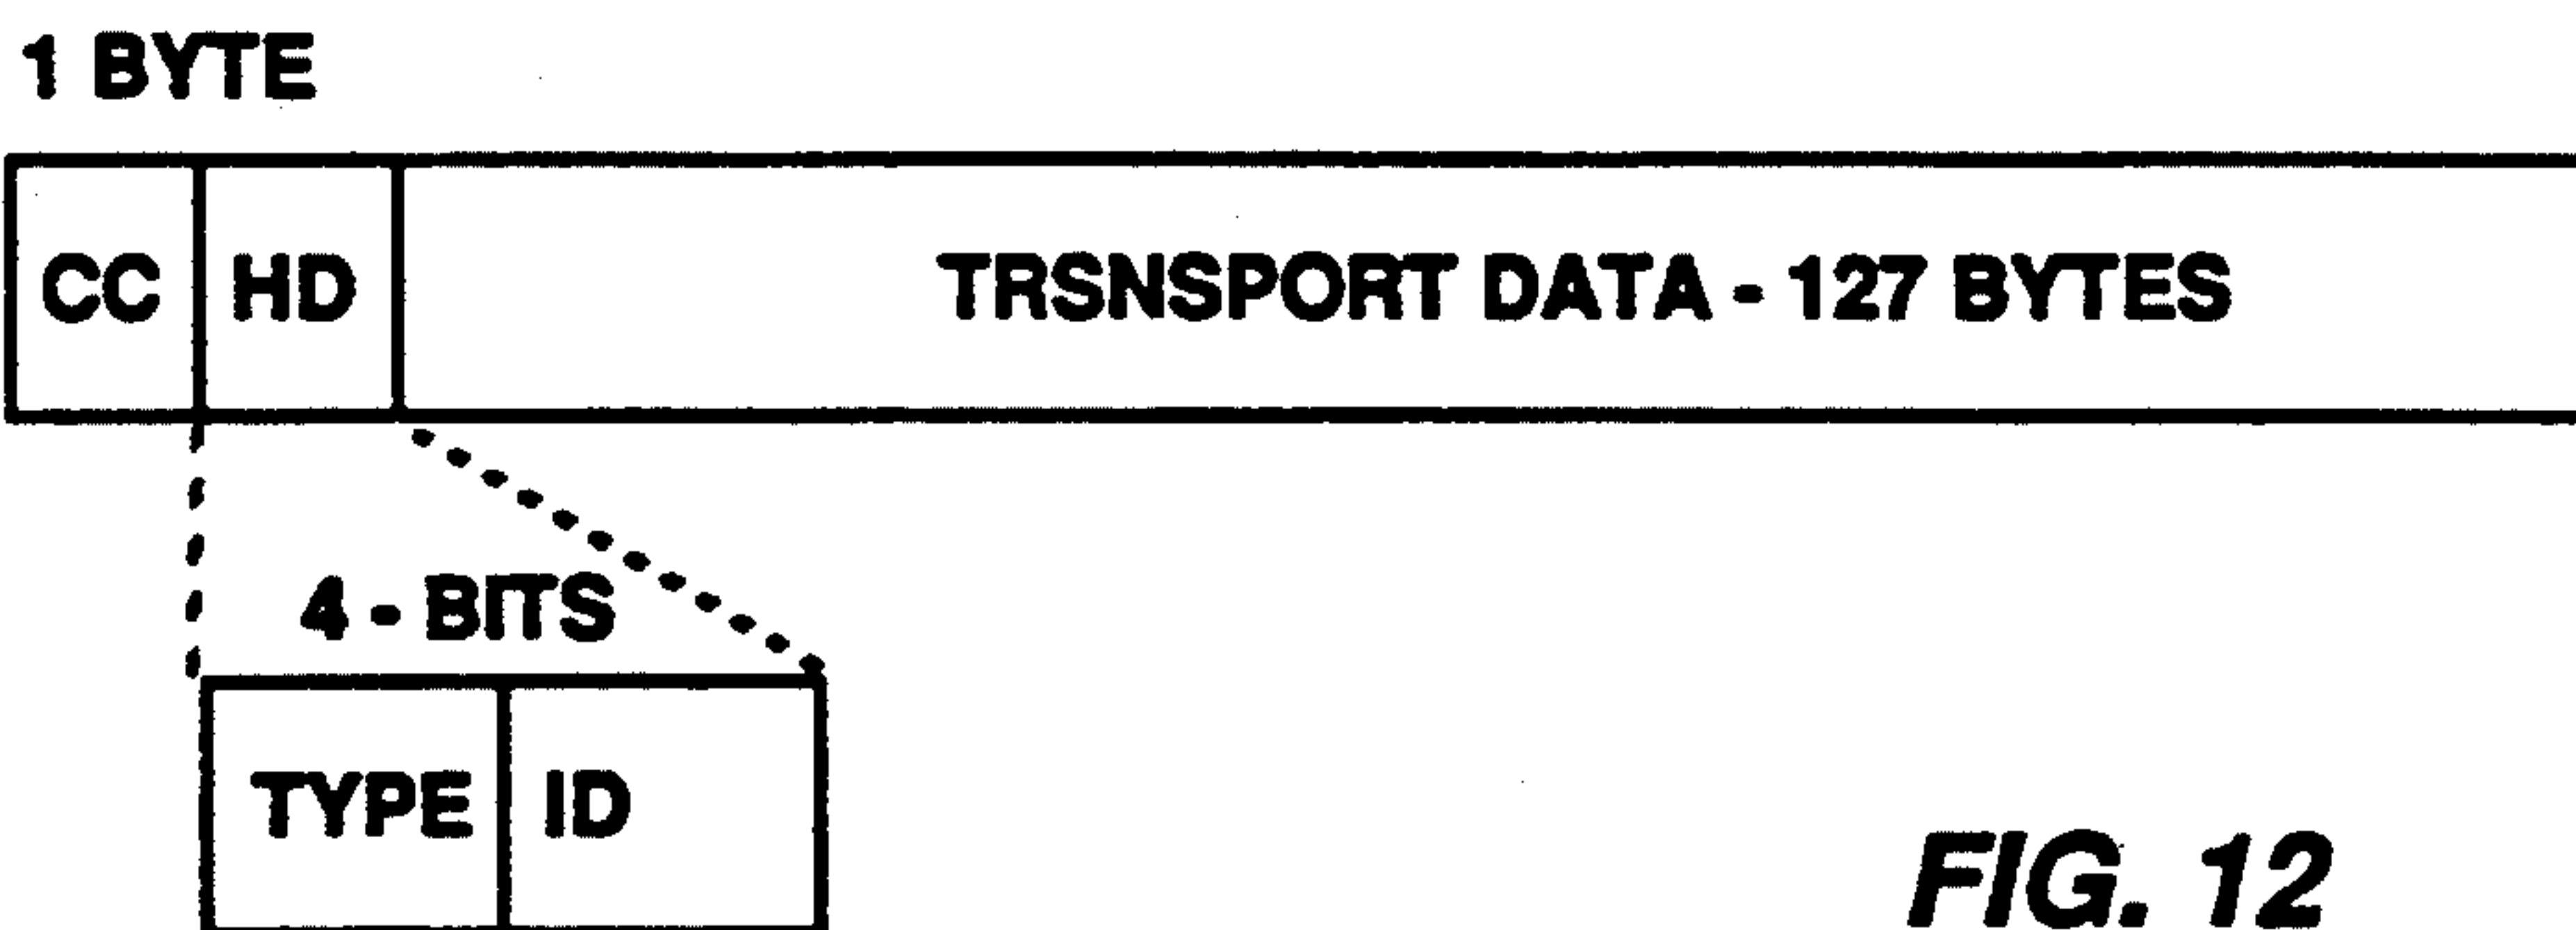 1 BYTE
CC HD TRSNSPORT DATA - 127 BYTES
4 - BITS
TYPE ID
FIG. 12